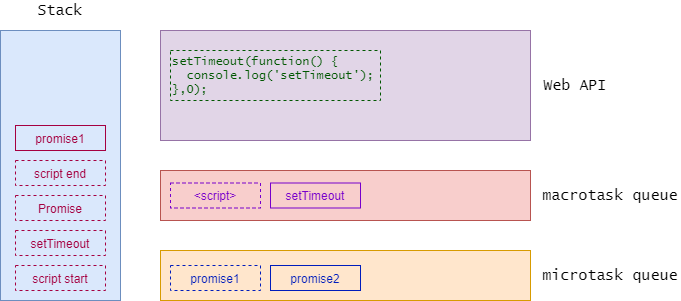 Stack
promise1
script end
Promise
setTimeout
script start
setTimeout(function() {
  console.log('setTimeout');
},0);
Web API
<script>
setTimeout
macrotask queue
promise1
promise2
microtask queue